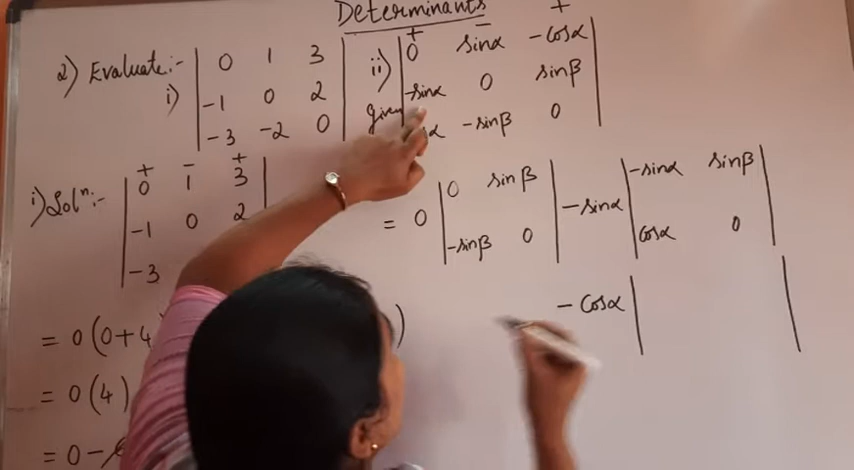 Determinants
2) Evaluate:-
i) | 0 1 3 |
| -1 0 2 |
| -3 -2 0 |
ii) + - +
| 0 sinα -cosα |
given | -sinα 0 sinβ |
α -sinβ 0 |
i) Solⁿ:- + - +
| 0 1 3 |
| -1 0 2
| -3
= 0(0+4 )
= 0(4)
= 0-
= 0 | 0 sinβ | -sinα | -sinα sinβ |
| -sinβ 0 | | cosα 0 |
-cosα | |